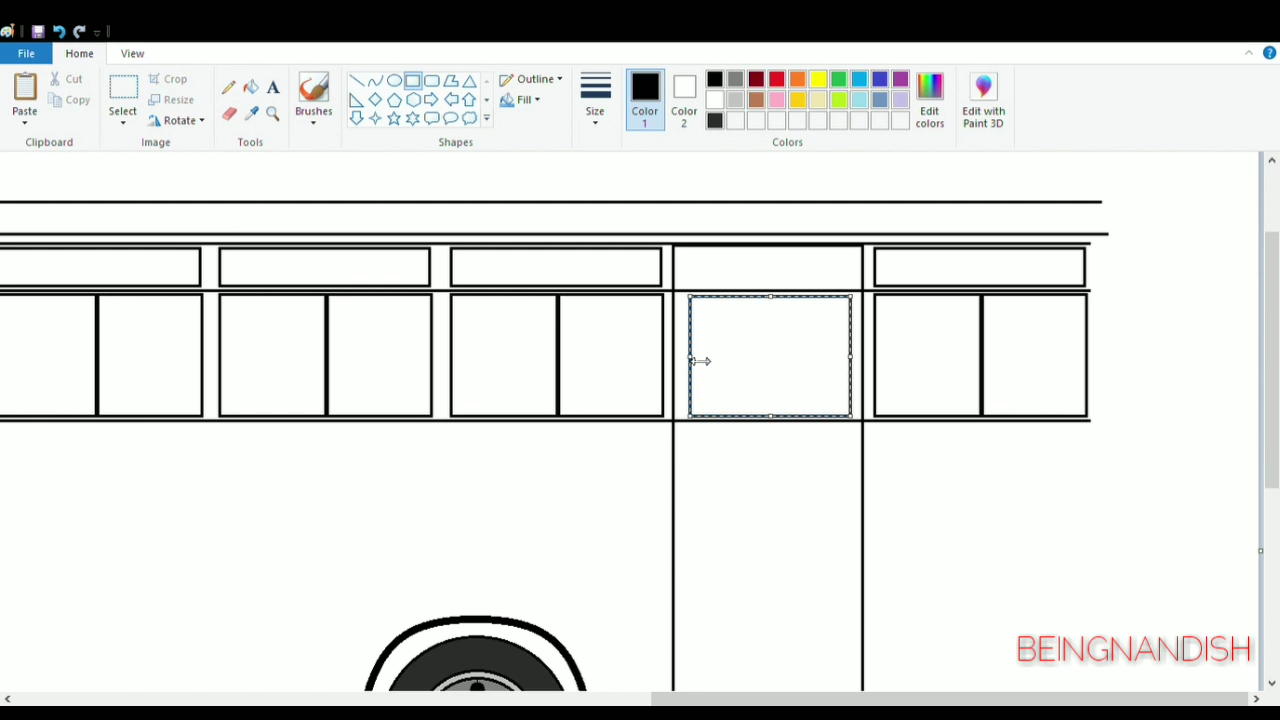 File Home View
Paste Cut Copy Clipboard
Select Crop Resize Rotate Image
Tools
Brushes
Outline Fill Shapes
Size
Color 1
Color 2
Edit colors
Colors
Edit with Paint 3D
BEINGNANDISH